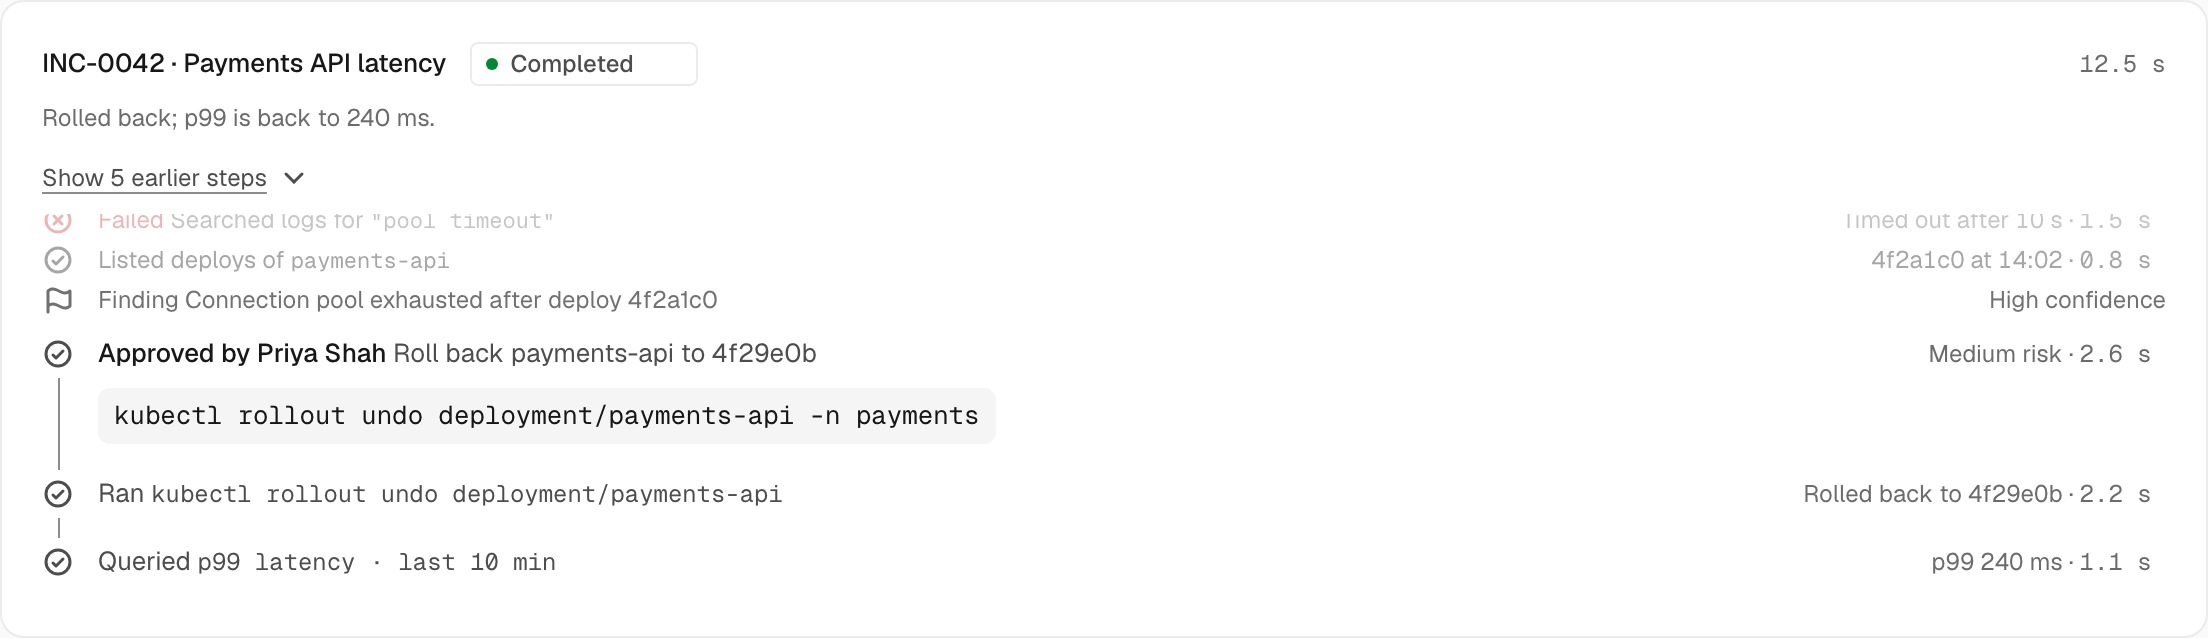 INC-0042 · Payments API latency
Completed
12.5 s
Rolled back; p99 is back to 240 ms.
Show 5 earlier steps
Failed Searched logs for "pool timeout"
Timed out after 10 s · 1.5 s
Listed deploys of payments-api
4f2a1c0 at 14:02 · 0.8 s
Finding Connection pool exhausted after deploy 4f2a1c0
High confidence
Approved by Priya Shah Roll back payments-api to 4f29e0b
Medium risk · 2.6 s
kubectl rollout undo deployment/payments-api -n payments
Ran kubectl rollout undo deployment/payments-api
Rolled back to 4f29e0b · 2.2 s
Queried p99 latency · last 10 min
p99 240 ms · 1.1 s